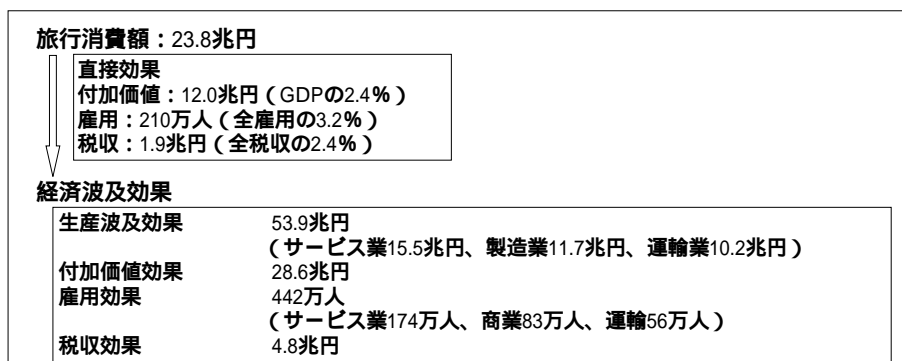 旅行消費額：23.8兆円
直接効果
付加価値：12.0兆円（GDPの2.4％）
雇用：210万人（全雇用の3.2％）
税収：1.9兆円（全税収の2.4％）
経済波及効果
生産波及効果 53.9兆円
（サービス業15.5兆円、製造業11.7兆円、運輸業10.2兆円）
付加価値効果 28.6兆円
雇用効果 442万人
（サービス業174万人、商業83万人、運輸56万人）
税収効果 4.8兆円